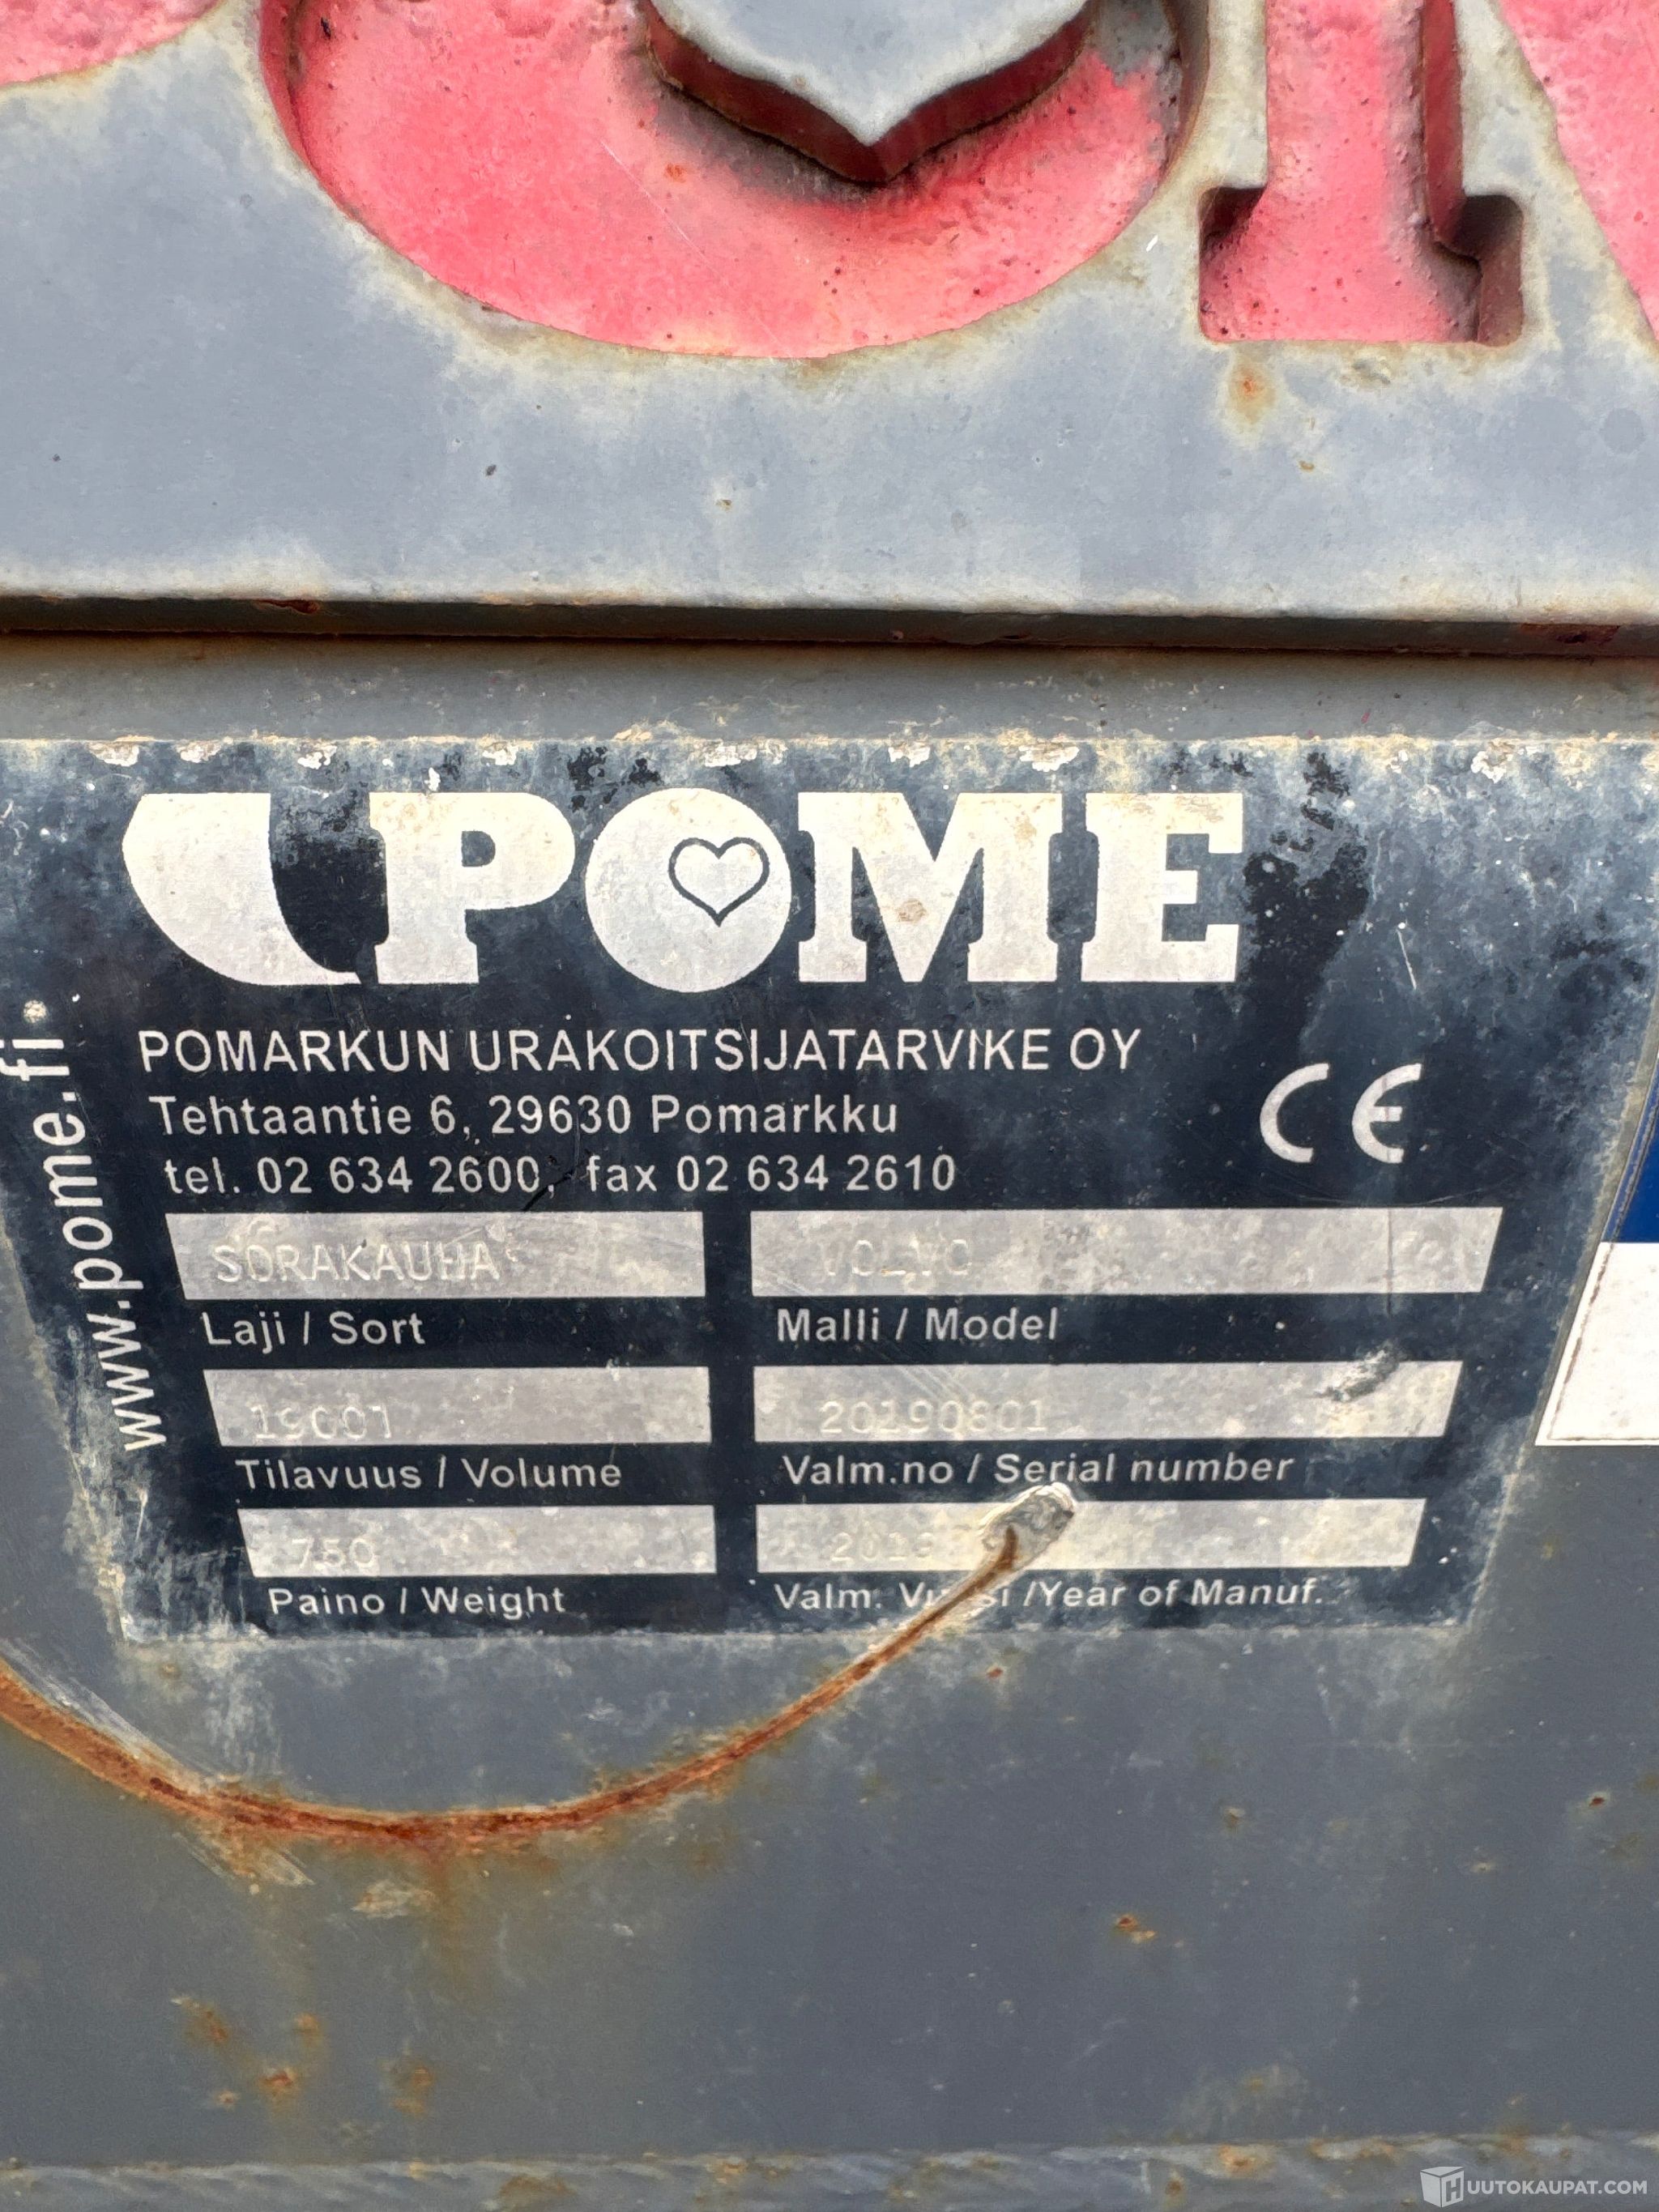 POME
POMARKUN URAKOITSIJATARVIKE OY
Tehtaantie 6, 29630 Pomarkku
tel. 02 634 2600, fax 02 634 2610
CE
www.pome.fi
SORAKAUHA VOLVO
Laji / Sort Malli / Model
20190801
Tilavuus / Volume Valm.no / Serial number
750 2019
Paino / Weight Valm. /Year of Manuf.
HUUTOKAUPAT.COM